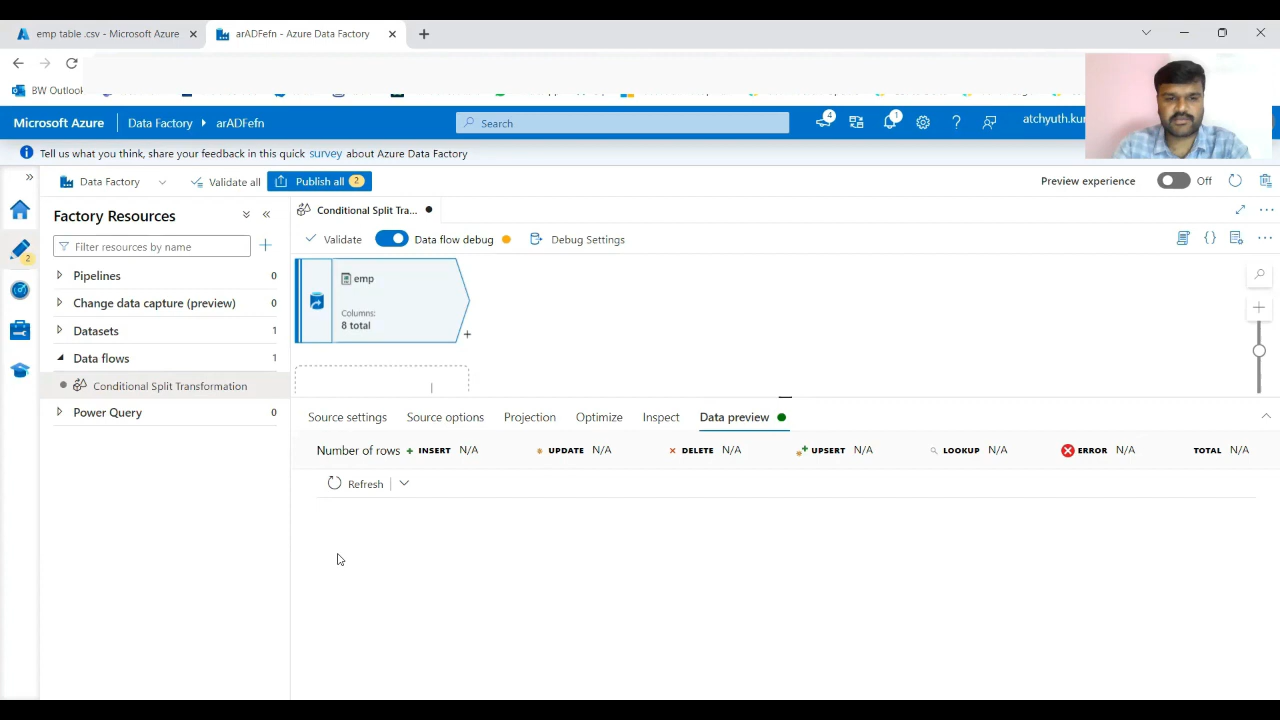 emp table .csv - Microsoft Azure
arADFefn - Azure Data Factory
BW Outlook
Microsoft Azure
Data Factory
arADFefn
Search
4
1
atchyuth.kum
Tell us what you think, share your feedback in this quick survey about Azure Data Factory
Data Factory
Validate all
Publish all
2
Preview experience
Off
Factory Resources
Filter resources by name
2
Pipelines 0
Change data capture (preview) 0
Datasets 1
Data flows 1
Conditional Split Transformation
Power Query 0
Conditional Split Tra...
Validate
Data flow debug
Debug Settings
emp
Columns:
8 total
Source settings
Source options
Projection
Optimize
Inspect
Data preview
Number of rows
INSERT N/A
UPDATE N/A
DELETE N/A
UPSERT N/A
LOOKUP N/A
ERROR N/A
TOTAL N/A
Refresh